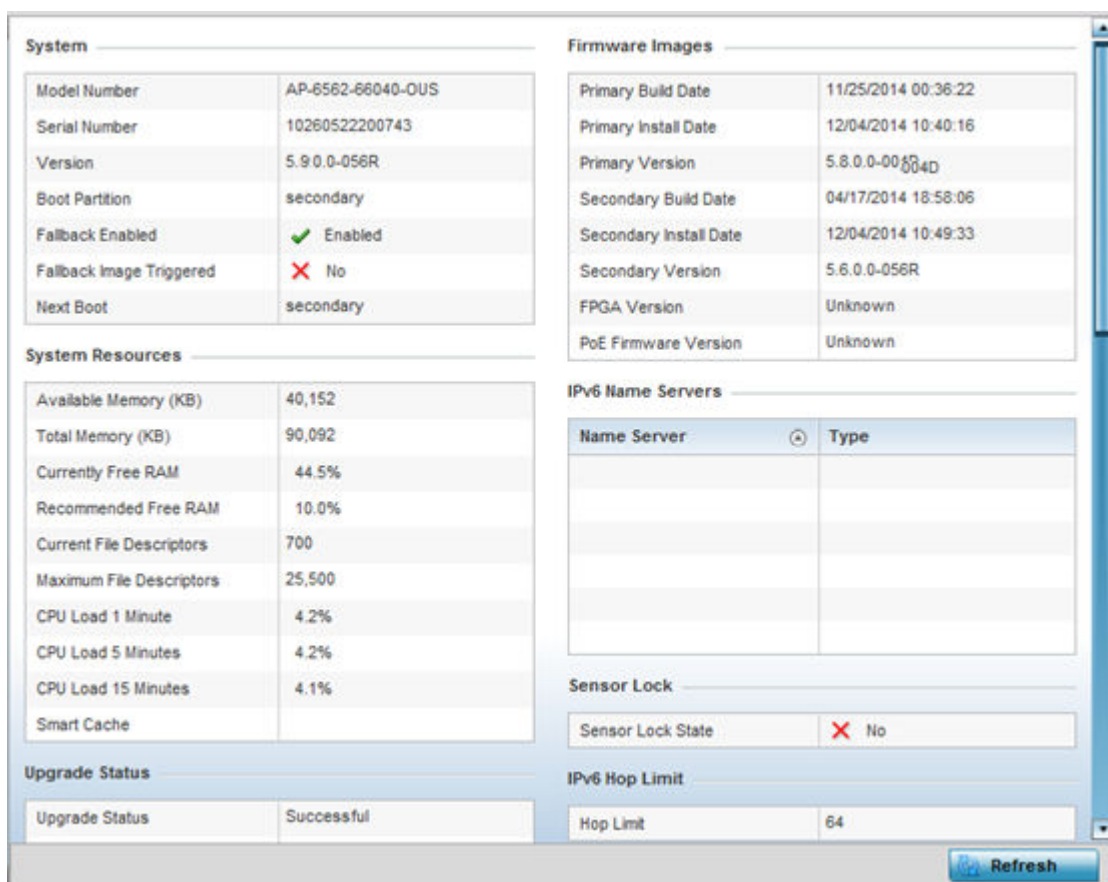 System
Model Number AP-6562-66040-OUS
Serial Number 10260522200743
Version 5.9 0.0-056R
Boot Partition secondary
Fallback Enabled Enabled
Fallback Image Triggered No
Next Boot secondary
System Resources
Available Memory (KB) 40,152
Total Memory (KB) 90,092
Currently Free RAM 44.5%
Recommended Free RAM 10.0%
Current File Descriptors 700
Maximum File Descriptors 25,500
CPU Load 1 Minute 4.2%
CPU Load 5 Minutes 4.2%
CPU Load 15 Minutes 4.1%
Smart Cache
Upgrade Status
Upgrade Status Successful
Firmware Images
Primary Build Date 11/25/2014 00:36:22
Primary Install Date 12/04/2014 10:40:16
Primary Version
Secondary Build Date 04/17/2014 18:58:06
Secondary Install Date 12/04/2014 10:49:33
Secondary Version 5.6.0.0-056R
FPGA Version Unknown
PoE Firmware Version Unknown
IPv6 Name Servers
Name Server Type
Sensor Lock
Sensor Lock State No
IPv6 Hop Limit
Hop Limit 64
Refresh